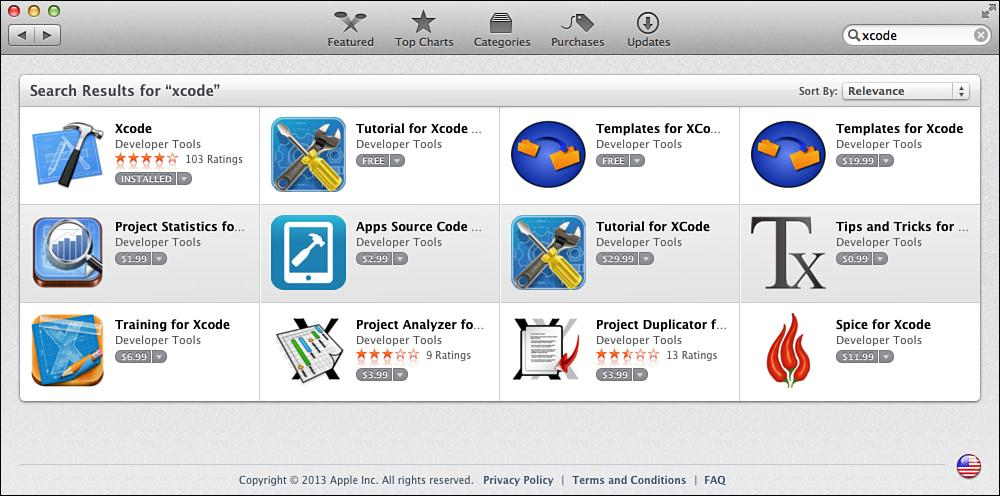 Featured
Top Charts
Categories
Purchases
Updates
xcode
Search Results for “xcode”
Sort By: Relevance
Xcode
Developer Tools
103 Ratings
INSTALLED
Tutorial for Xcode ...
Developer Tools
FREE
Templates for XCo...
Developer Tools
FREE
Templates for Xcode
Developer Tools
$19.99
Project Statistics fo...
Developer Tools
$1.99
Apps Source Code ...
Developer Tools
$2.99
Tutorial for XCode
Developer Tools
$29.99
Tx
Tips and Tricks for ...
Developer Tools
$0.99
Training for Xcode
Developer Tools
$6.99
Project Analyzer fo...
Developer Tools
9 Ratings
$3.99
Project Duplicator f...
Developer Tools
13 Ratings
$3.99
Spice for Xcode
Developer Tools
$11.99
Copyright © 2013 Apple Inc. All rights reserved. Privacy Policy | Terms and Conditions | FAQ